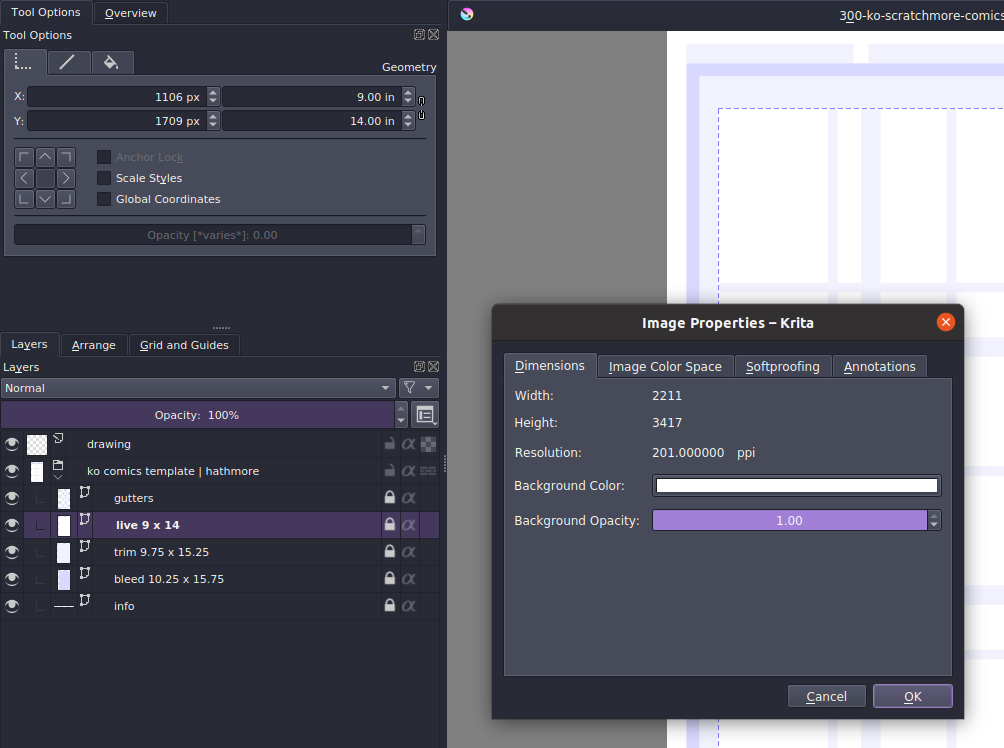 Tool Options
Overview
Tool Options
Geometry
X: 1106 px 9.00 in
Y: 1709 px 14.00 in
Anchor Lock
Scale Styles
Global Coordinates
Opacity [*varies*]: 0.00
Layers
Arrange
Grid and Guides
Layers
Normal
Opacity: 100%
drawing
ko comics template | hathmore
gutters
live 9 x 14
trim 9.75 x 15.25
bleed 10.25 x 15.75
info
300-ko-scratchmore-comics
Image Properties – Krita
Dimensions
Image Color Space
Softproofing
Annotations
Width: 2211
Height: 3417
Resolution: 201.000000 ppi
Background Color:
Background Opacity: 1.00
Cancel
OK